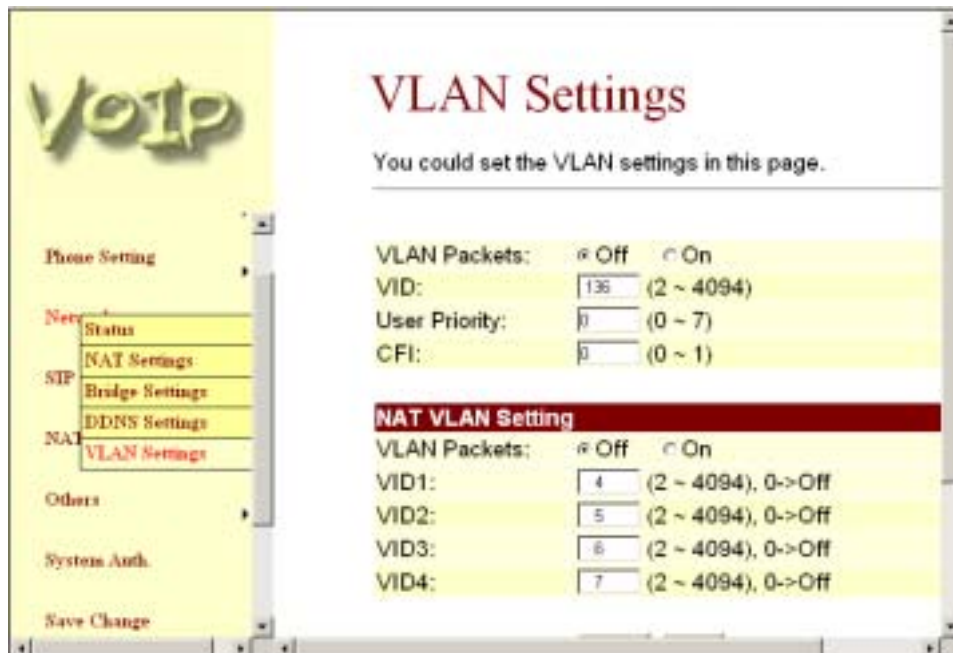 VOIP
Phone Setting
Status
NAT Settings
SIP
Bridge Settings
DDNS Settings
NAT
VLAN Settings
Others
System Auth.
Save Change
VLAN Settings
You could set the VLAN settings in this page.
VLAN Packets: Off On
VID: 136 (2 ~ 4094)
User Priority: 0 (0 ~ 7)
CFI: 0 (0 ~ 1)
NAT VLAN Setting
VLAN Packets: Off On
VID1: 4 (2 ~ 4094), 0->Off
VID2: 5 (2 ~ 4094), 0->Off
VID3: 6 (2 ~ 4094), 0->Off
VID4: 7 (2 ~ 4094), 0->Off